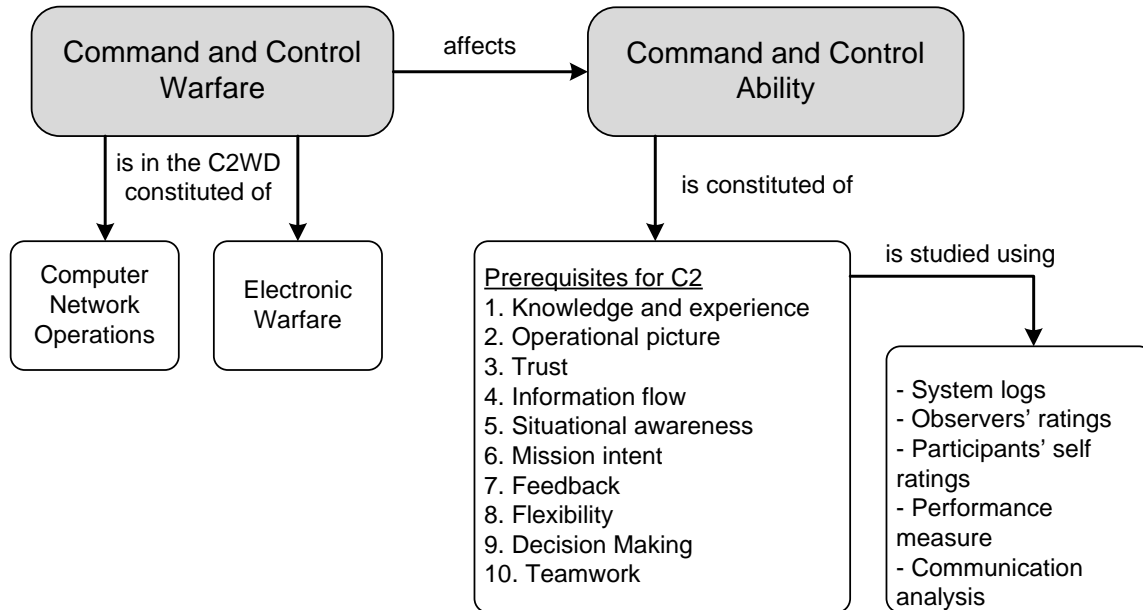 Command and Control
Warfare
affects
Command and Control
Ability
is in the C2WD
constituted of
is constituted of
Computer
Network
Operations
Electronic
Warfare
Prerequisites for C2
1. Knowledge and experience
2. Operational picture
3. Trust
4. Information flow
5. Situational awareness
6. Mission intent
7. Feedback
8. Flexibility
9. Decision Making
10. Teamwork
is studied using
- System logs
- Observers’ ratings
- Participants’ self
ratings
- Performance
measure
- Communication
analysis